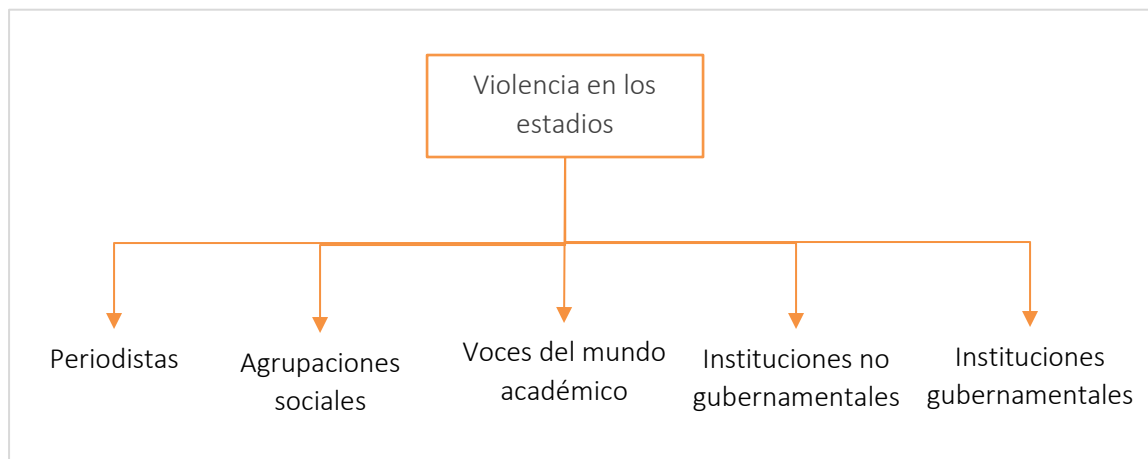 Violencia en los
estadios
Periodistas
Agrupaciones
sociales
Voces del mundo
académico
Instituciones no
gubernamentales
Instituciones
gubernamentales